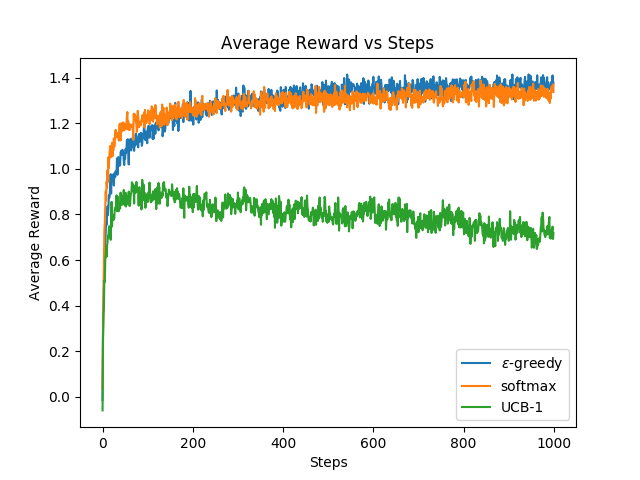 Average Reward vs Steps
Average Reward
1.4
1.2
1.0
0.8
0.6
0.4
0.2
0.0
0 200 400 600 800 1000
Steps
ε-greedy
softmax
UCB-1